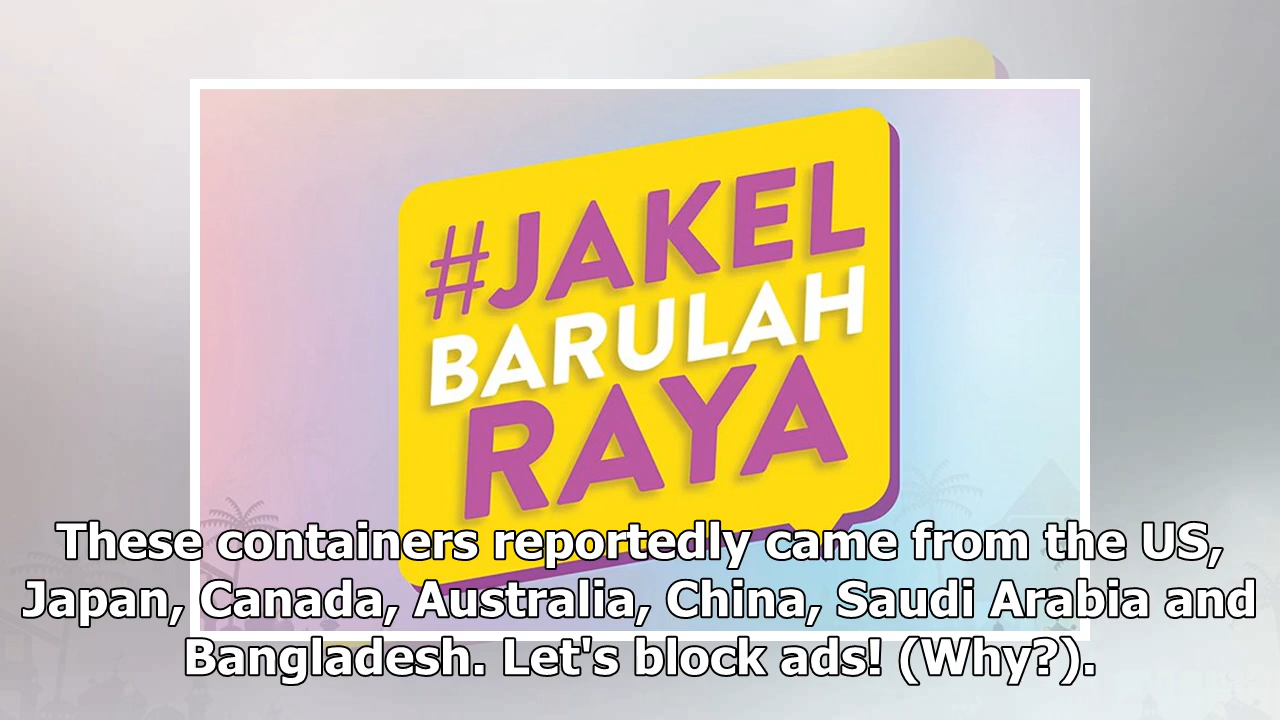 #JAKEL
BARULAH
RAYA
These containers reportedly came from the US,
Japan, Canada, Australia, China, Saudi Arabia and
Bangladesh. Let's block ads! (Why?).